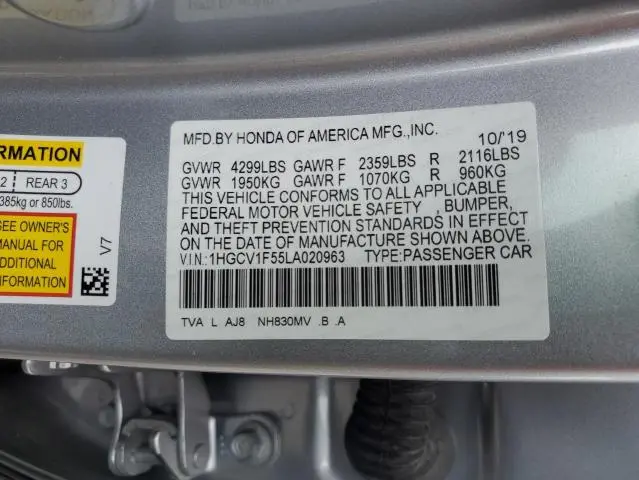 RMATION
2 REAR 3
385kg or 850lbs.
SEE OWNER'S
MANUAL FOR
ADDITIONAL
INFORMATION
V7
MFD.BY HONDA OF AMERICA MFG.,INC. 10/19
GVWR 4299LBS GAWR F 2359LBS R 2116LBS
GVWR 1950KG GAWR F 1070KG R 960KG
THIS VEHICLE CONFORMS TO ALL APPLICABLE
FEDERAL MOTOR VEHICLE SAFETY , BUMPER,
AND THEFT PREVENTION STANDARDS IN EFFECT
ON THE DATE OF MANUFACTURE SHOWN ABOVE.
V.I.N.:1HGCV1F55LA020963 TYPE:PASSENGER CAR
TVA L AJ8 NH830MV .B .A